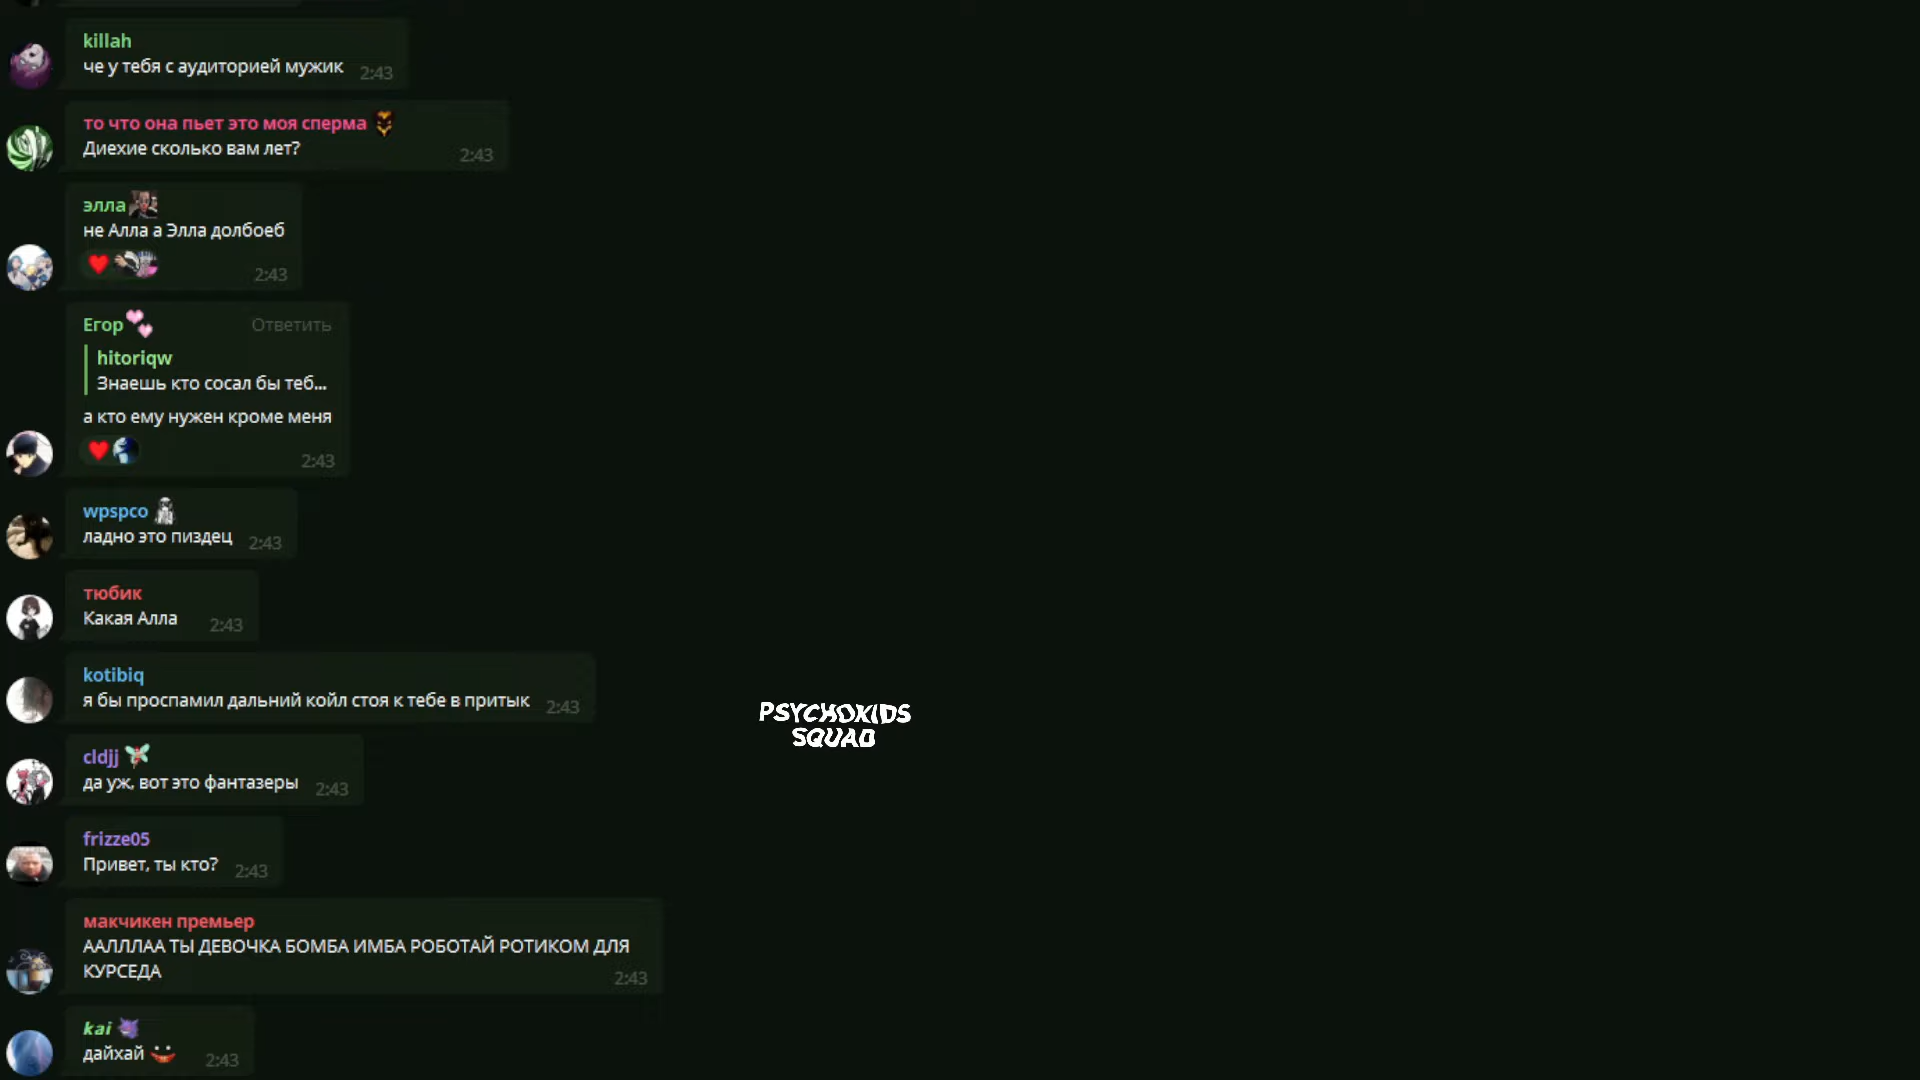 killah
че у тебя с аудиторией мужик 2:43
то что она пьет это моя сперма
Диехие сколько вам лет? 2:43
элла
не Алла а Элла долбоеб
2:43
Егор Ответить
hitoriqw
Знаешь кто сосал бы теб...
а кто ему нужен кроме меня
2:43
wpspco
ладно это пиздец 2:43
тюбик
Какая Алла 2:43
kotibiq
я бы проспамил дальний койл стоя к тебе в притык 2:43
PSYCHOKIDS
SQUAD
cldjj
да уж, вот это фантазеры 2:43
frizze05
Привет, ты кто? 2:43
макчикен премьер
ААЛЛЛАА ТЫ ДЕВОЧКА БОМБА ИМБА РОБОТАЙ РОТИКОМ ДЛЯ
КУРСЕДА 2:43
kai
дайхай 2:43